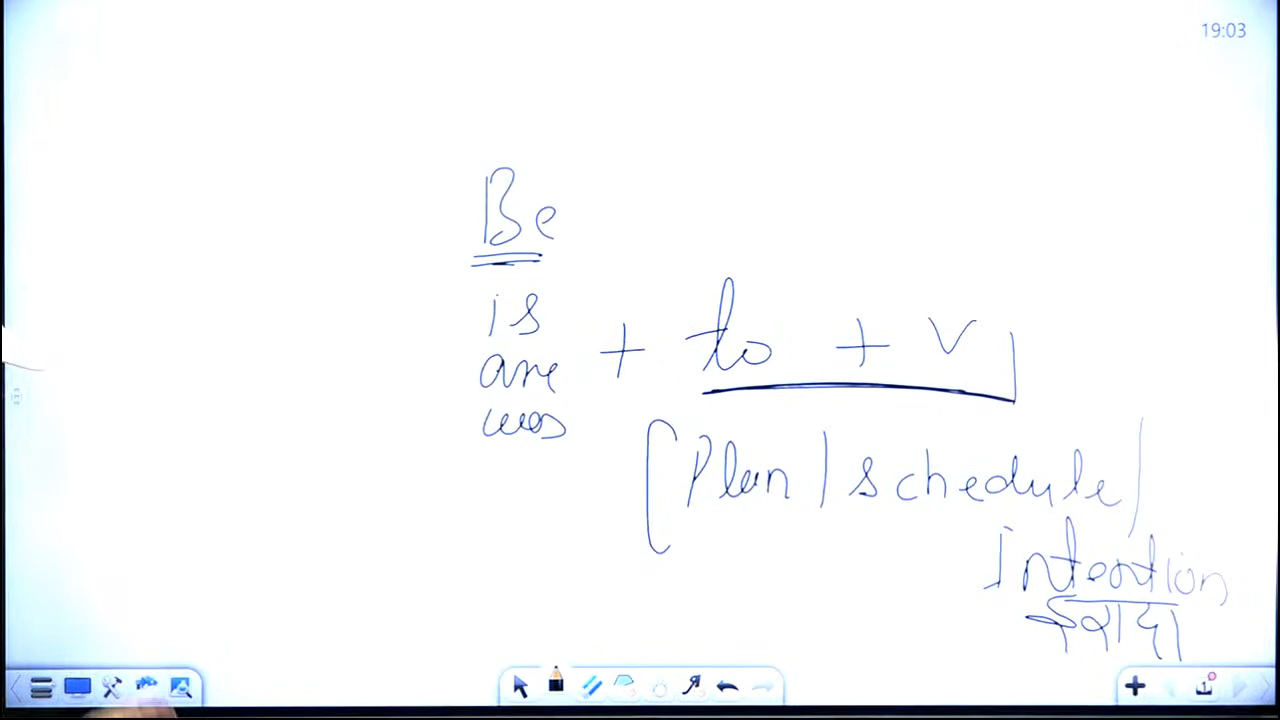 19:03
Be
is
are + to + V
was
[Plan / schedule /
Intention
इरादा